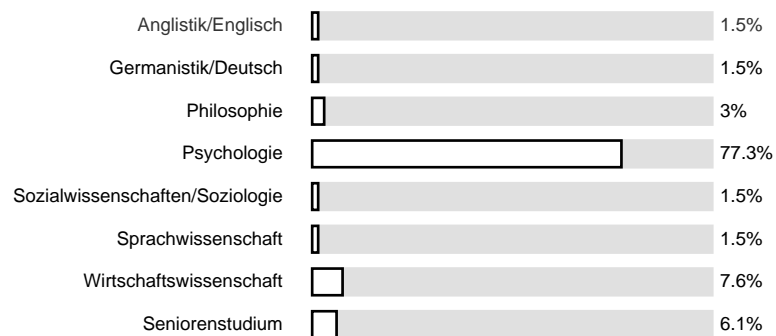 Anglistik/Englisch 1.5%
Germanistik/Deutsch 1.5%
Philosophie 3%
Psychologie 77.3%
Sozialwissenschaften/Soziologie 1.5%
Sprachwissenschaft 1.5%
Wirtschaftswissenschaft 7.6%
Seniorenstudium 6.1%